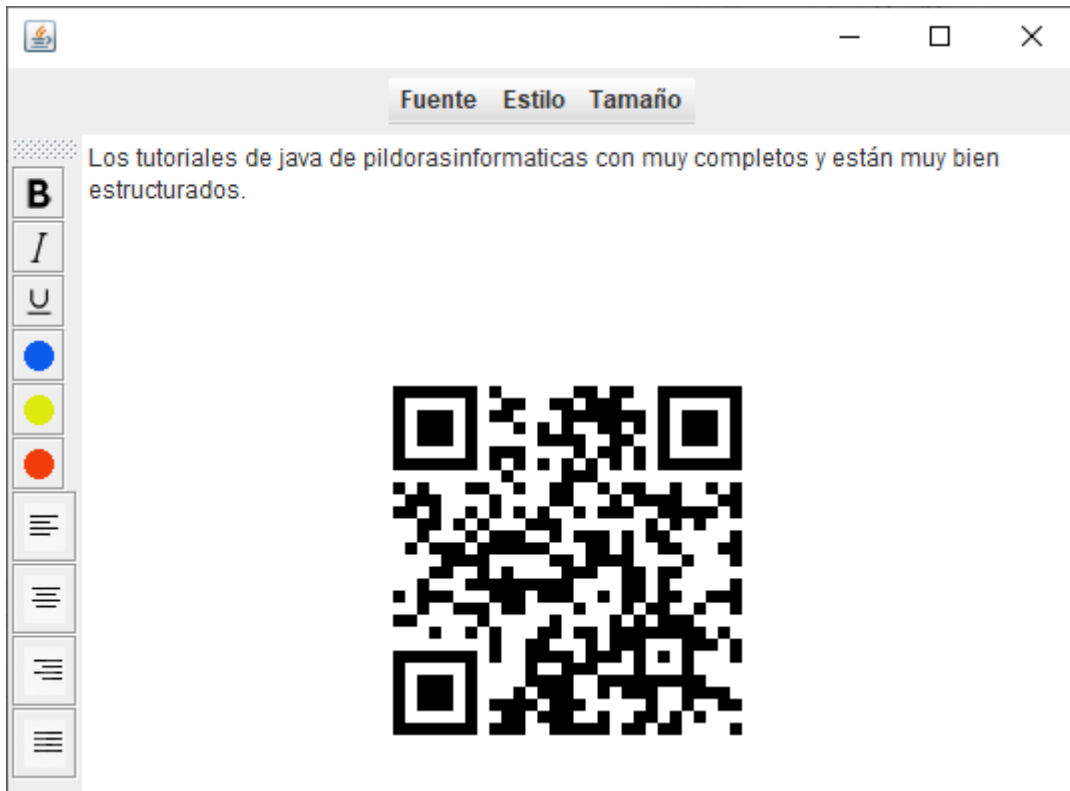 Fuente Estilo Tamaño
Los tutoriales de java de pildorasinformaticas con muy completos y están muy bien
estructurados.
B
I
U